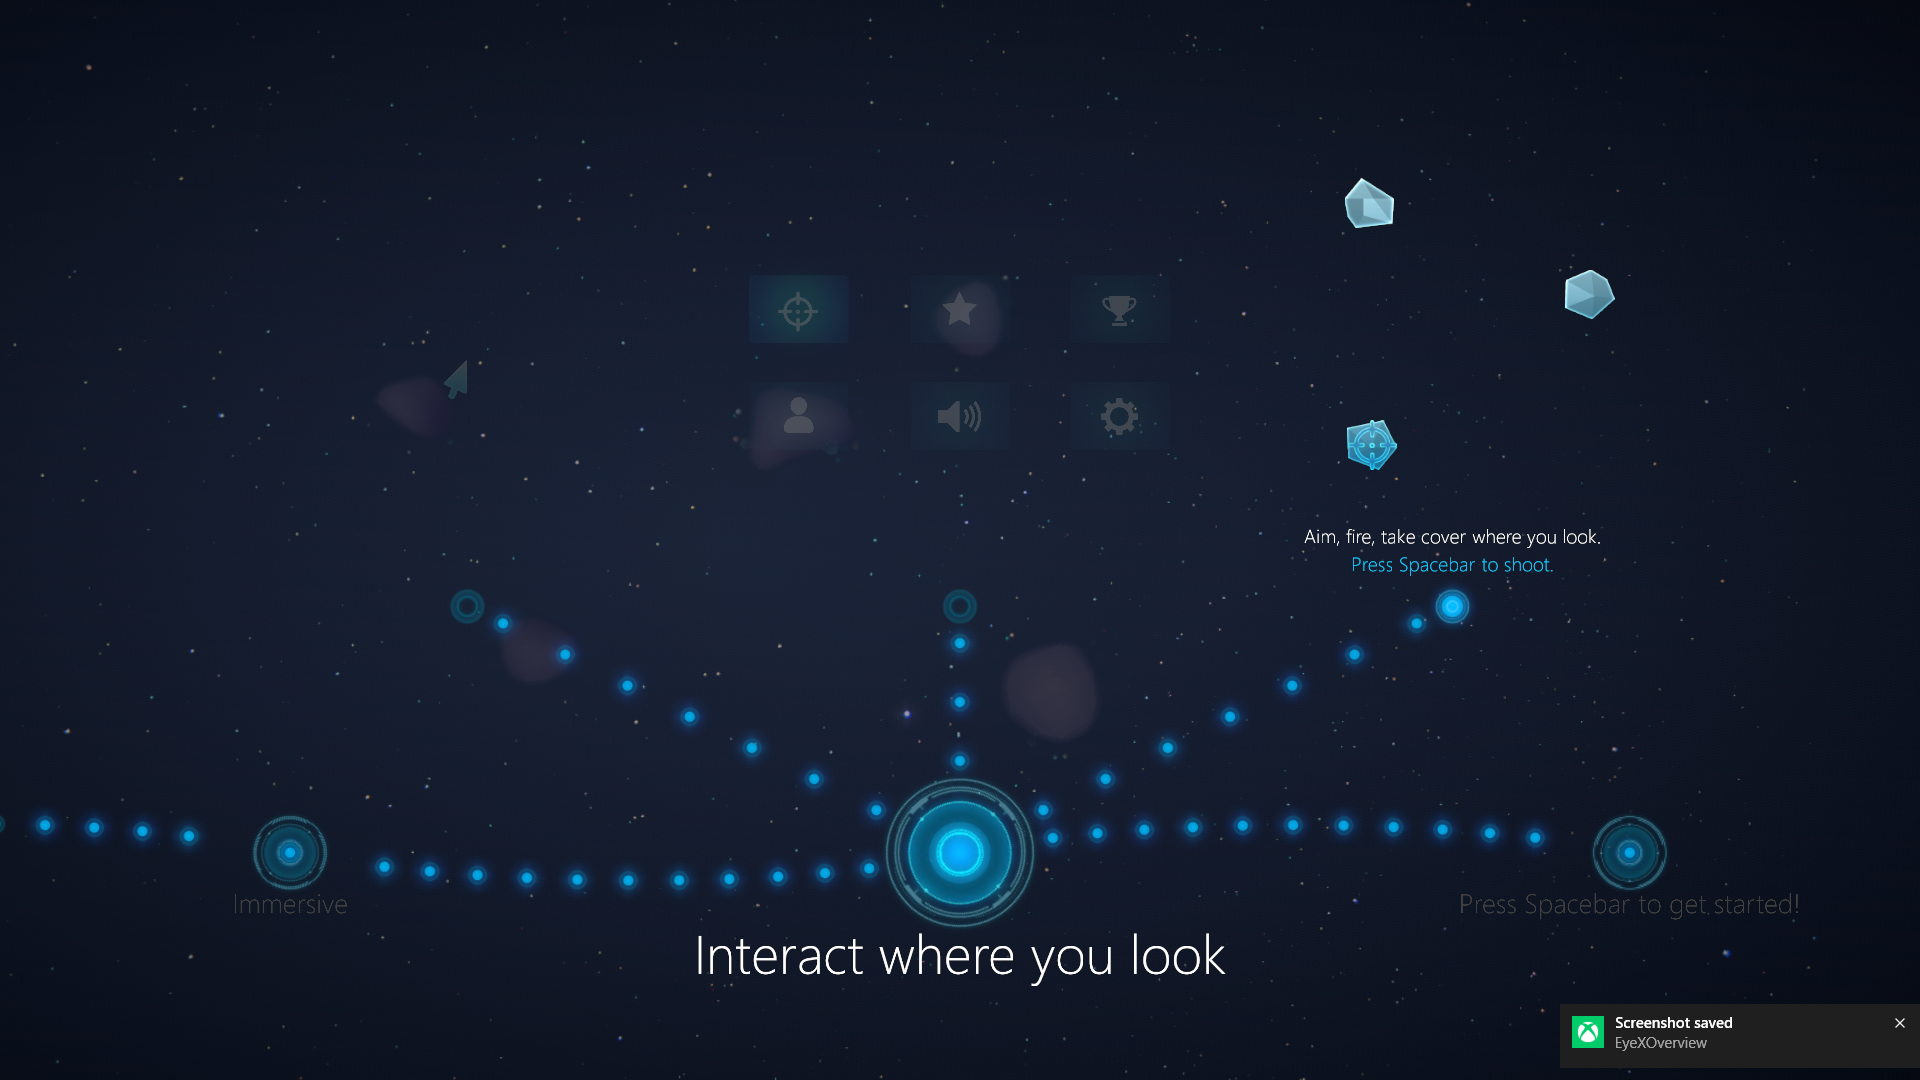 Aim, fire, take cover where you look.
Press Spacebar to shoot.
Immersive
Press Spacebar to get started!
Interact where you look
Screenshot saved
EyeXOverview